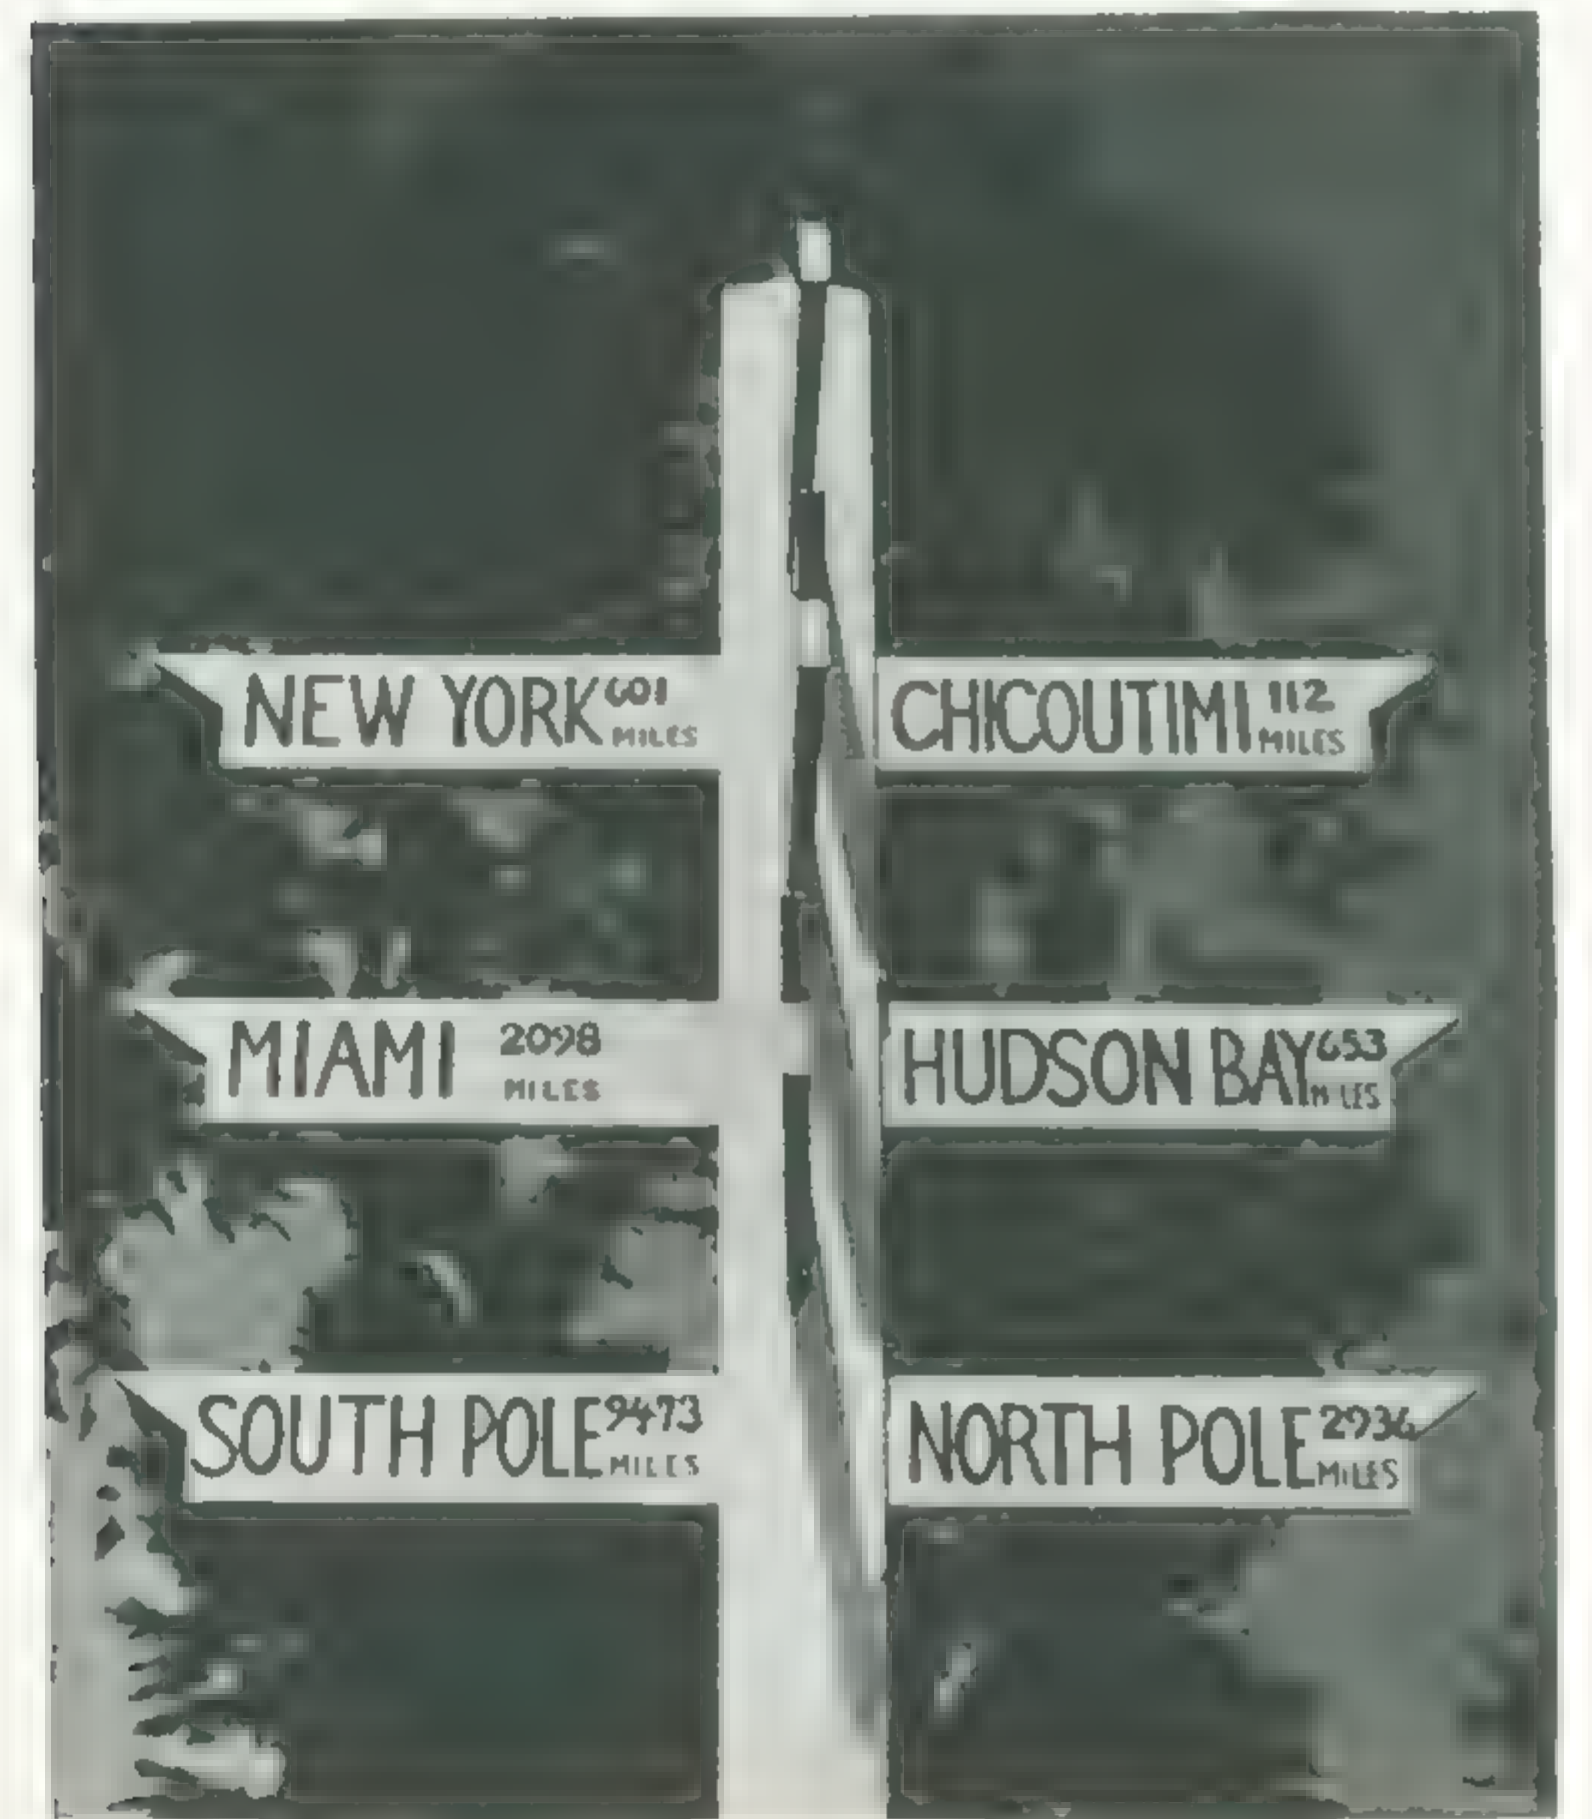 NEW YORK 601 MILES
CHICOUTIMI 112 MILES
MIAMI 2098 MILES
HUDSON BAY 653 MILES
SOUTH POLE 9473 MILES
NORTH POLE 2936 MILES